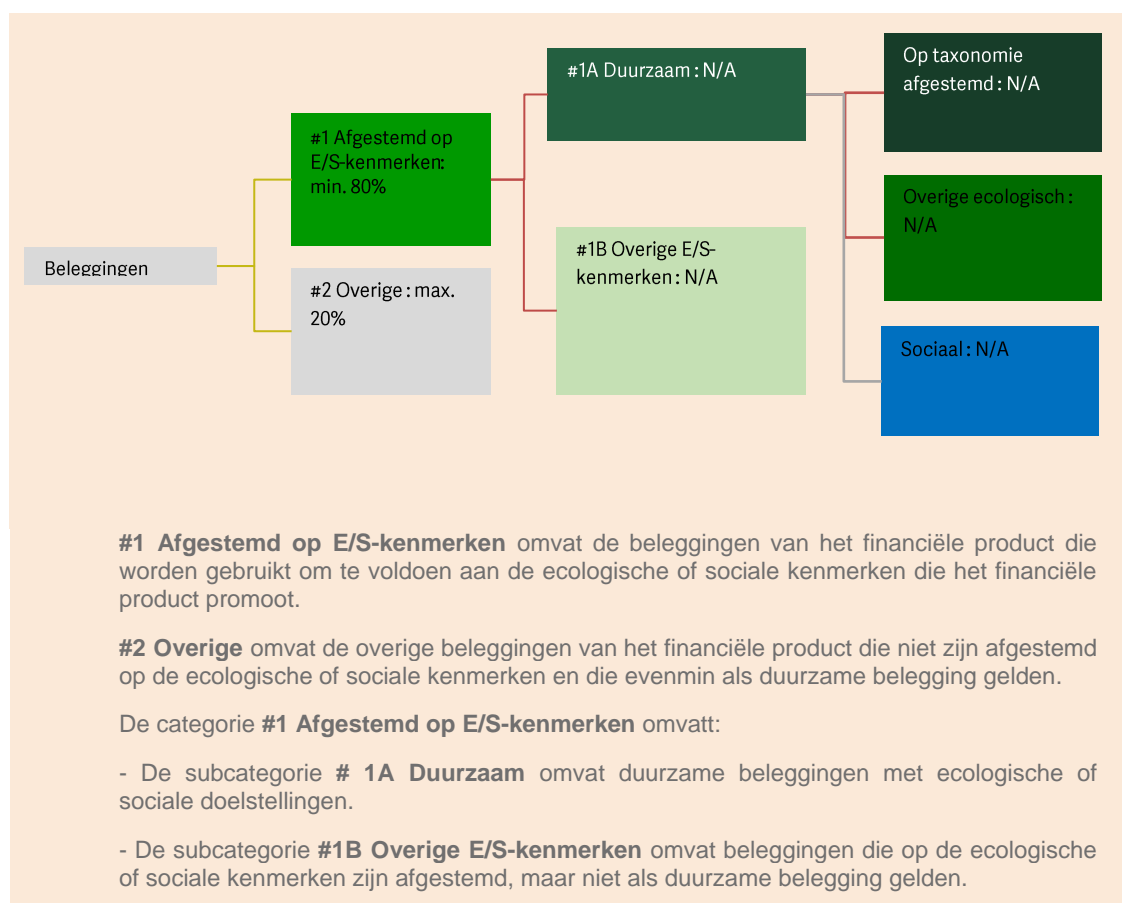 Beleggingen
#1 Afgestemd op
E/S-kenmerken:
min. 80%
#2 Overige : max.
20%
#1A Duurzaam : N/A
#1B Overige E/S-
kenmerken : N/A
Op taxonomie
afgestemd : N/A
Overige ecologisch :
N/A
Sociaal : N/A
#1 Afgestemd op E/S-kenmerken omvat de beleggingen van het financiële product die
worden gebruikt om te voldoen aan de ecologische of sociale kenmerken die het financiële
product promoot.
#2 Overige omvat de overige beleggingen van het financiële product die niet zijn afgestemd
op de ecologische of sociale kenmerken en die evenmin als duurzame belegging gelden.
De categorie #1 Afgestemd op E/S-kenmerken omvatt:
- De subcategorie # 1A Duurzaam omvat duurzame beleggingen met ecologische of
sociale doelstellingen.
- De subcategorie #1B Overige E/S-kenmerken omvat beleggingen die op de ecologische
of sociale kenmerken zijn afgestemd, maar niet als duurzame belegging gelden.